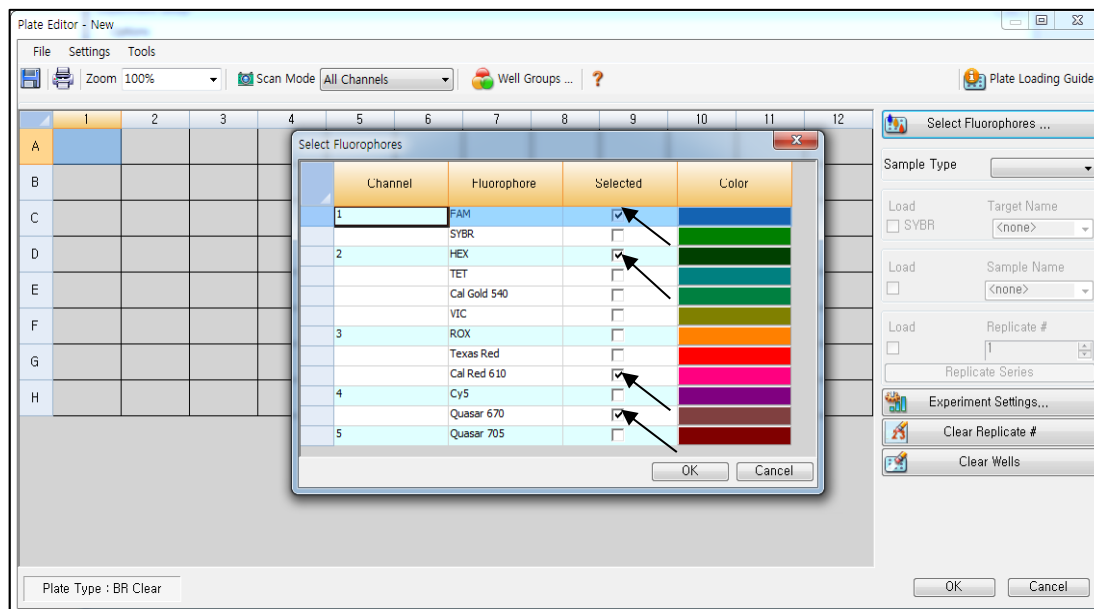 Plate Editor - New
File Settings Tools
Zoom 100% Scan Mode All Channels Well Groups ... ? Plate Loading Guide
1 2 3 4 5 6 7 8 9 10 11 12
A
B
C
D
E
F
G
H
Select Fluorophores
Channel Fluorophore Selected Color
1 FAM
SYBR
2 HEX
TET
Cal Gold 540
VIC
3 ROX
Texas Red
Cal Red 610
4 Cy5
Quasar 670
5 Quasar 705
OK Cancel
Select Fluorophores ...
Sample Type
Load Target Name
SYBR <none>
Load Sample Name
<none>
Load Replicate #
1
Replicate Series
Experiment Settings...
Clear Replicate #
Clear Wells
Plate Type : BR Clear
OK Cancel